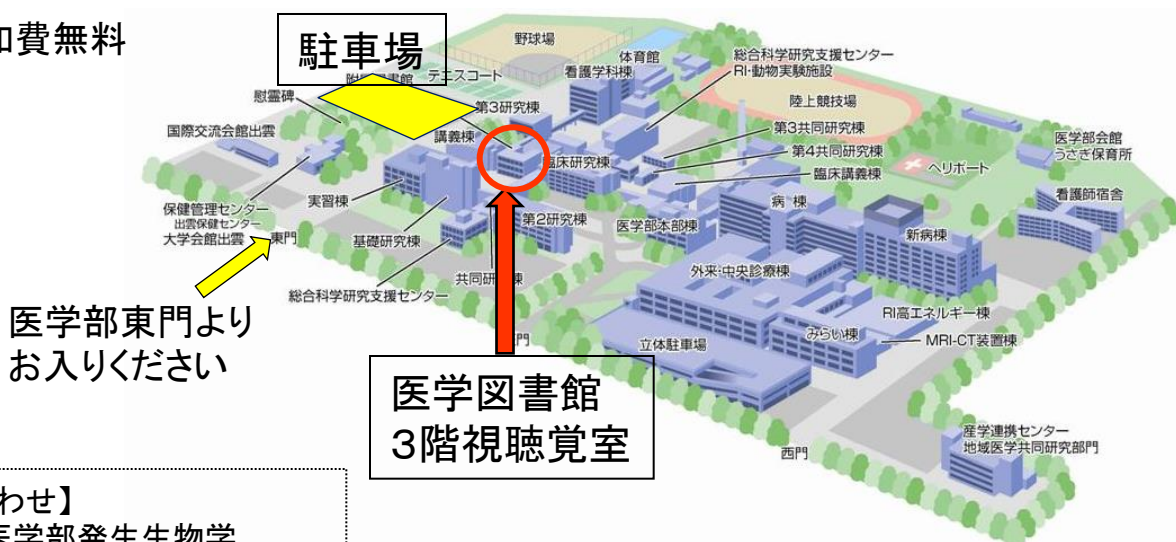 加費無料
駐車場
野球場
体育館
総合科学研究支援センター
RI・動物実験施設
看護学科棟
テニスコート
慰霊碑
第3研究棟
陸上競技場
国際交流会館出雲
講義棟
臨床研究棟
第3共同研究棟
第4共同研究棟
臨床講義棟
ヘリポート
医学部会館
うさぎ保育所
看護師宿舎
保健管理センター
出雲保健センター
大学会館出雲
東門
実習棟
基礎研究棟
第2研究棟
医学部本部棟
病棟
新病棟
総合科学研究支援センター
共同研
外来・中央診療棟
RI高エネルギー棟
MRI-CT装置棟
みらい棟
立体駐車場
門
医学部東門より
お入りください
医学図書館
3階視聴覚室
西門
産学連携センター
地域医学共同研究部門
わせ】
医学部発生生物学